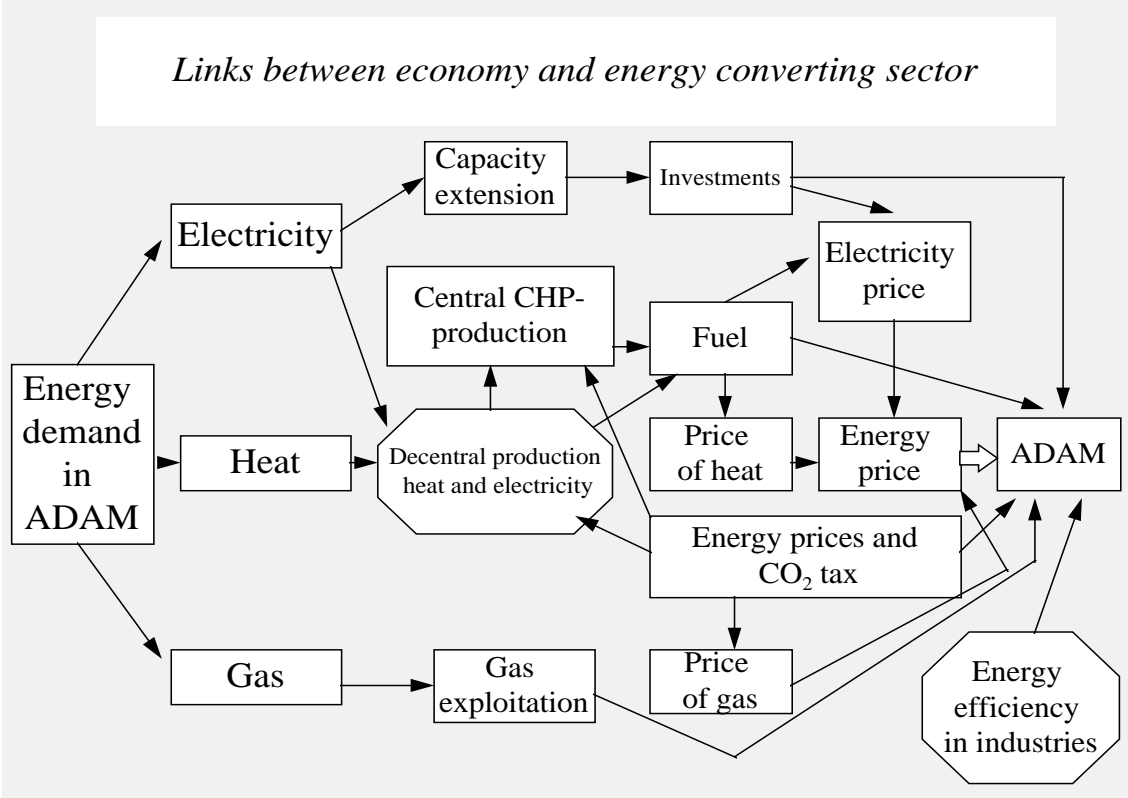 Links between economy and energy converting sector
Capacity
extension
Investments
Electricity
Electricity
price
Central CHP-
production
Fuel
Energy
demand
in
ADAM
Heat
Decentral production
heat and electricity
Price
of heat
Energy
price
ADAM
Energy prices and
CO₂ tax
Gas
Gas
exploitation
Price
of gas
Energy
efficiency
in industries